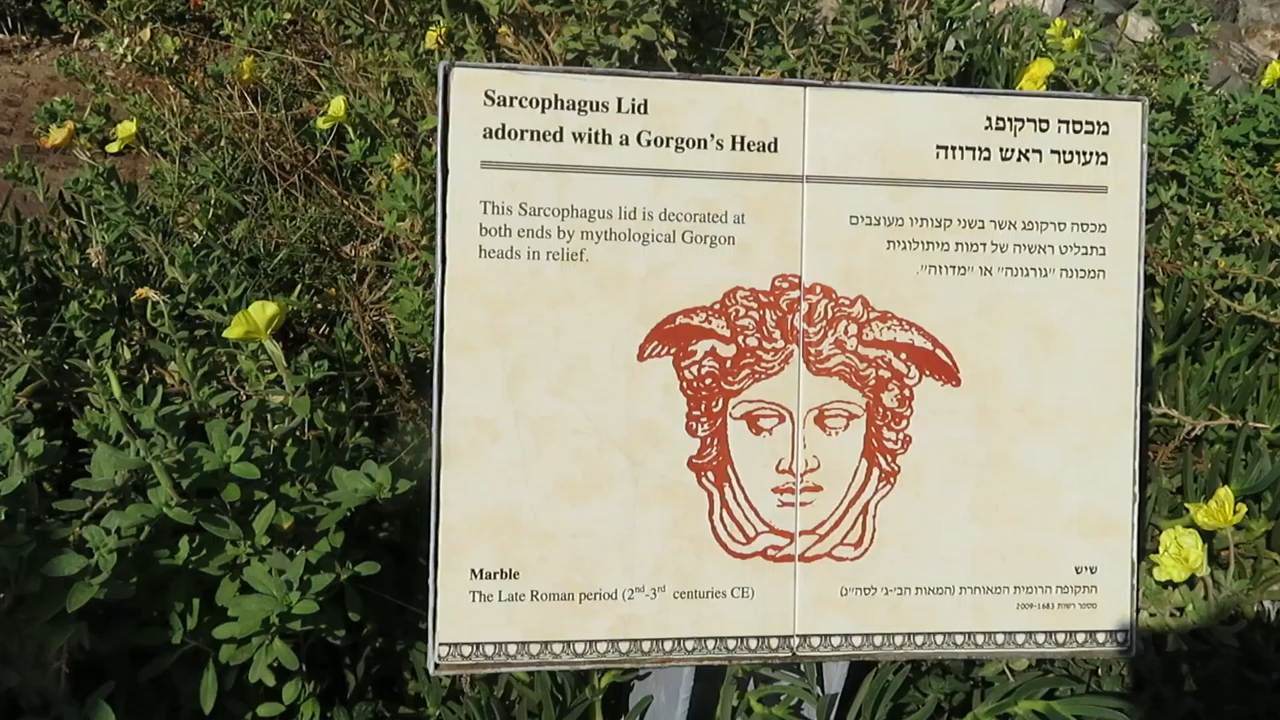 Sarcophagus Lid
adorned with a Gorgon's Head
This Sarcophagus lid is decorated at
both ends by mythological Gorgon
heads in relief.
Marble
The Late Roman period (2nd-3rd centuries CE)
מכסה סרקופג
מעוטר ראש מדוזה
מכסה סרקופג אשר בשני קצותיו מעוצבים
בתבליט ראשיה של דמות מיתולוגית
המכונה "גורגונה" או "מדוזה".
שיש
התקופה הרומית המאוחרת (המאות הב'-ג' לסה"נ)
מספר רשות 2009-1683